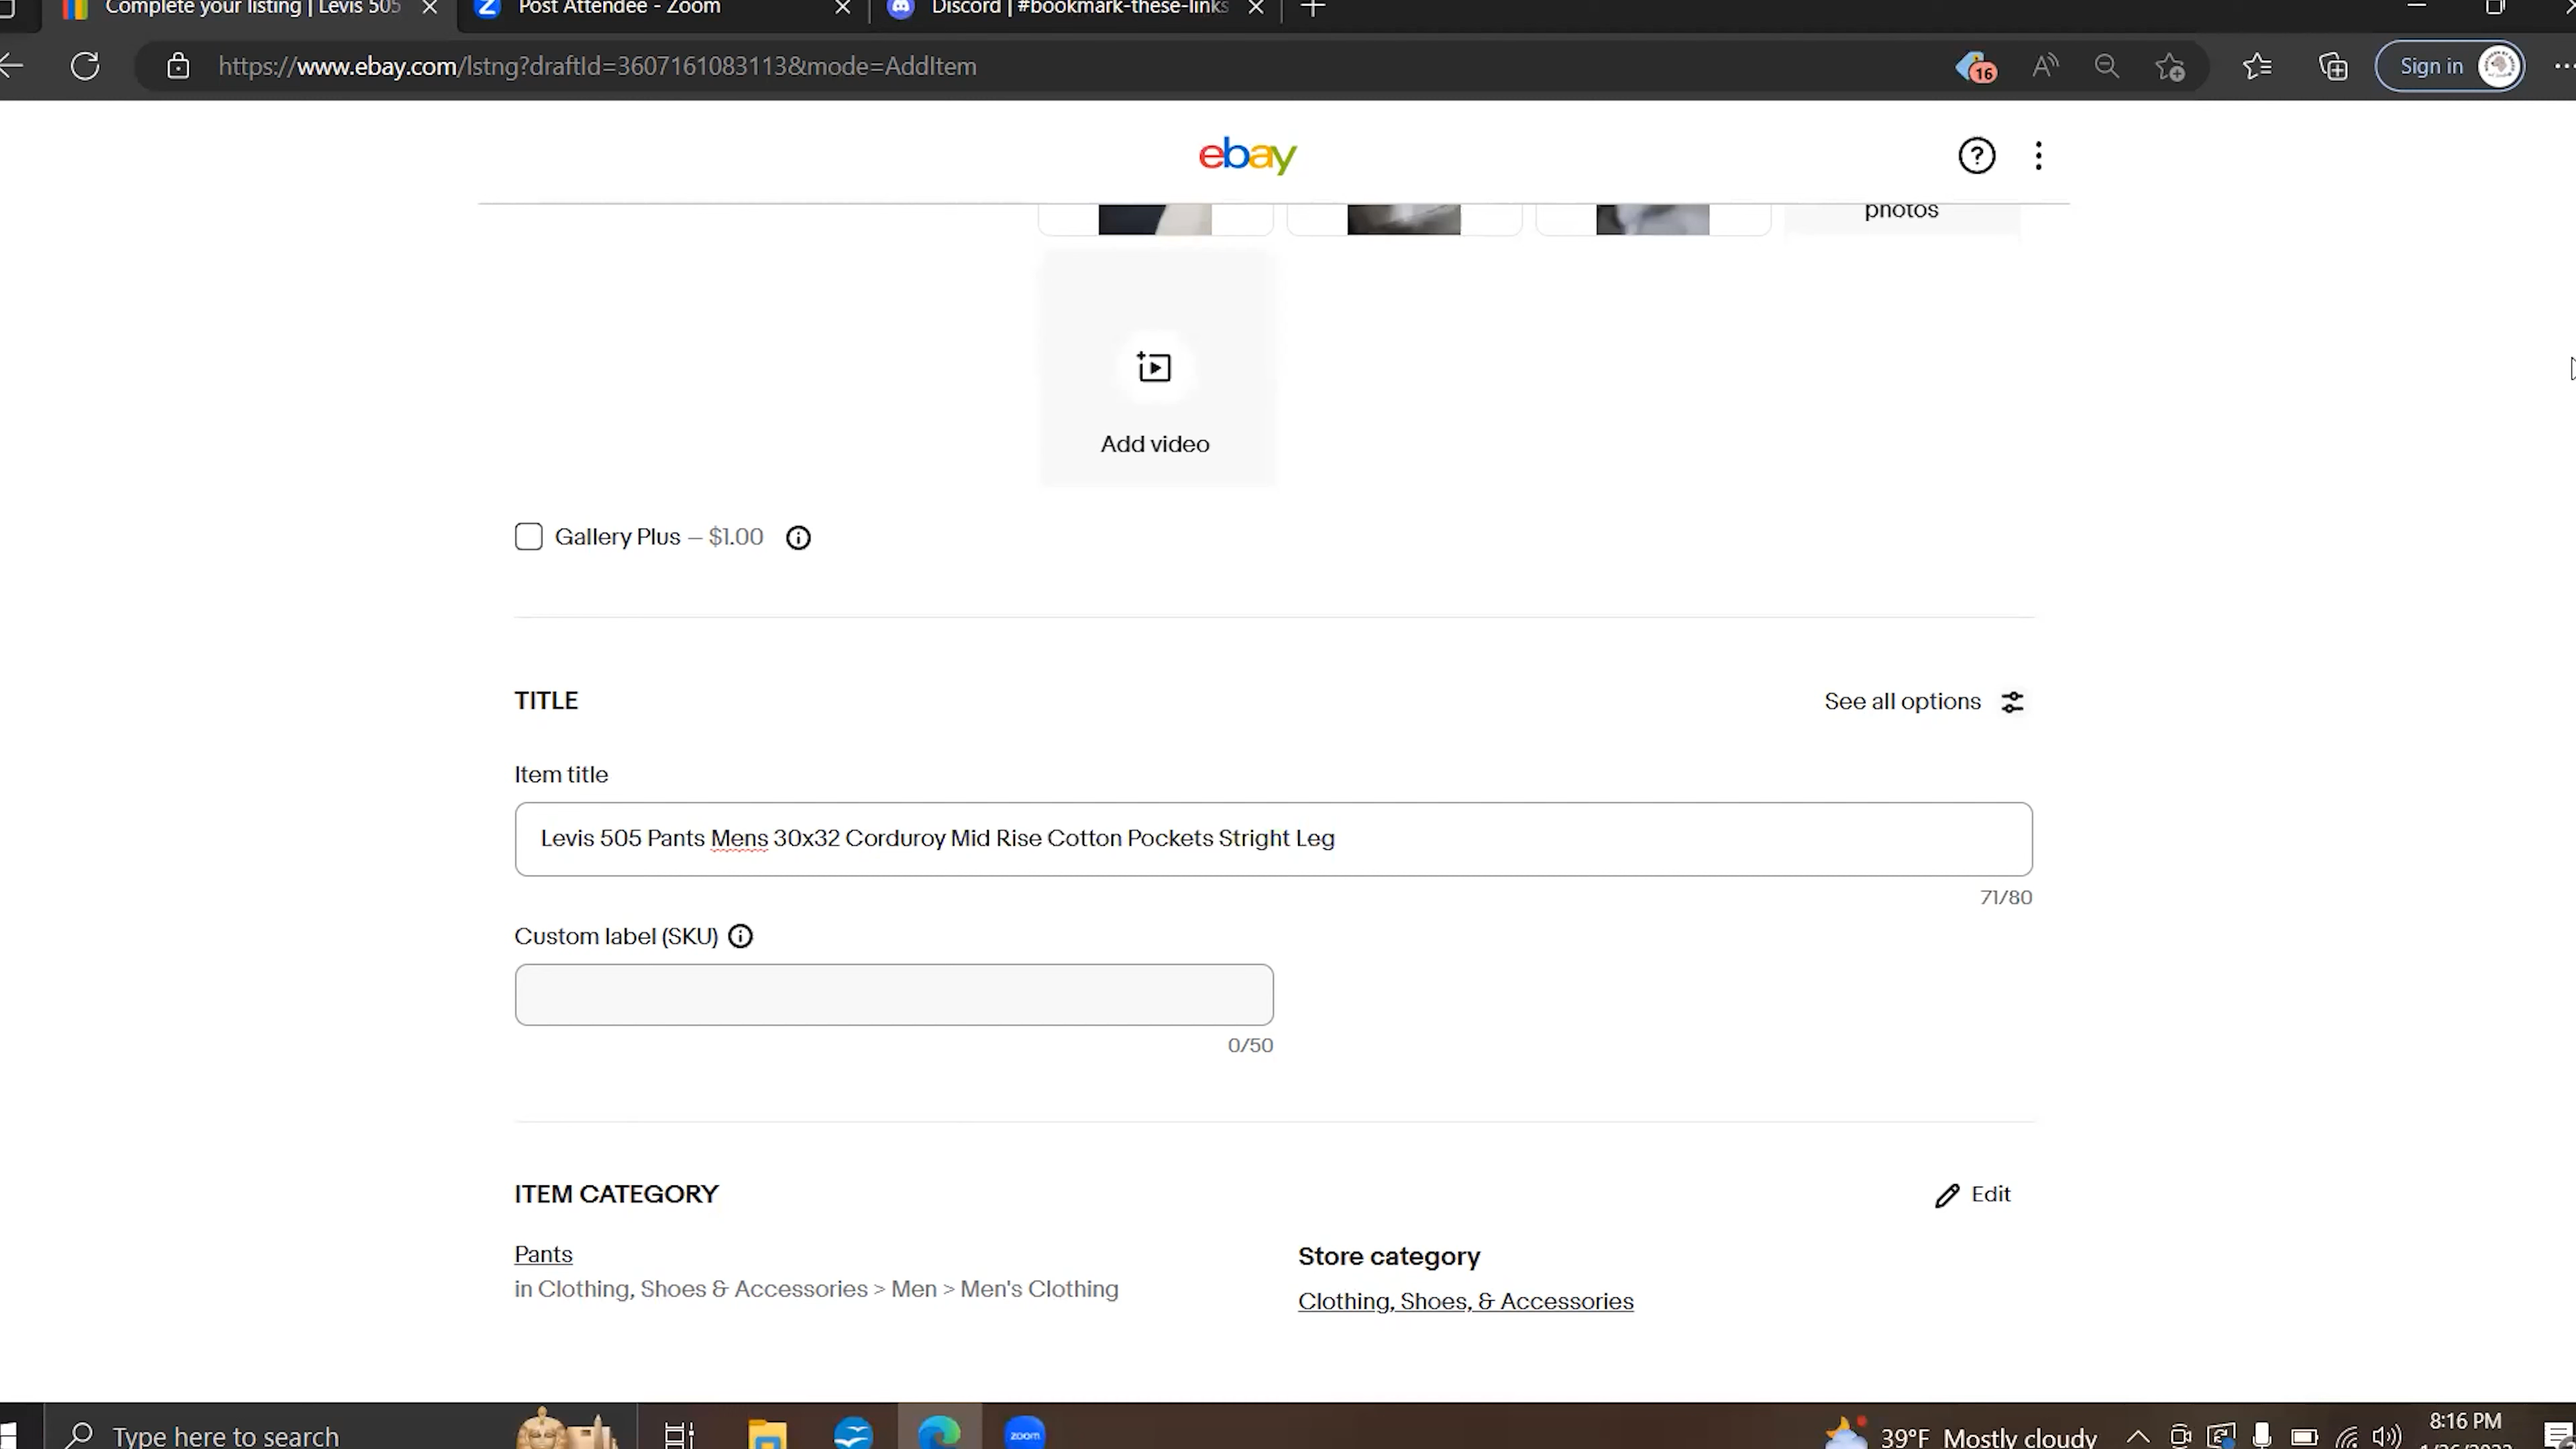 Complete your listing | Levis 505
Post Attendee - Zoom
Discord | #bookmark-these-links
https://www.ebay.com/lstng?draftId=3607161083113&mode=AddItem
16
Sign in
ebay
photos
Add video
Gallery Plus – $1.00
TITLE
See all options
Item title
Levis 505 Pants Mens 30x32 Corduroy Mid Rise Cotton Pockets Stright Leg
71/80
Custom label (SKU)
0/50
ITEM CATEGORY
Edit
Pants
in Clothing, Shoes & Accessories > Men > Men's Clothing
Store category
Clothing, Shoes, & Accessories
Type here to search
zoom
39°F Mostly cloudy
8:16 PM